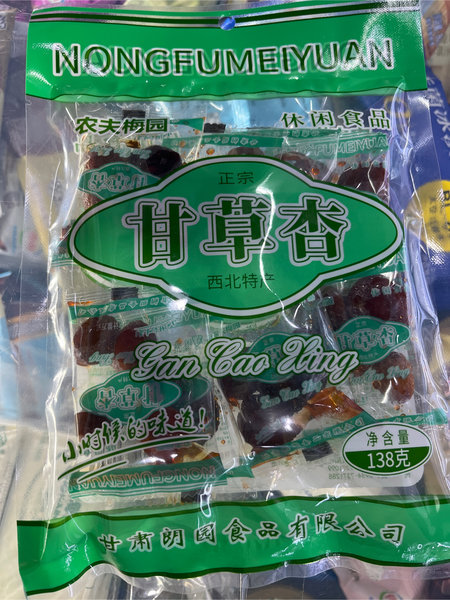 NONGFUMEIYUAN
农夫梅园
休闲食品
正宗
甘草杏
西北特产
Gan Cao Xing
小时候的味道!
净含量
138克
NONGFUMEIYUAN
甘肃朗园食品有限公司